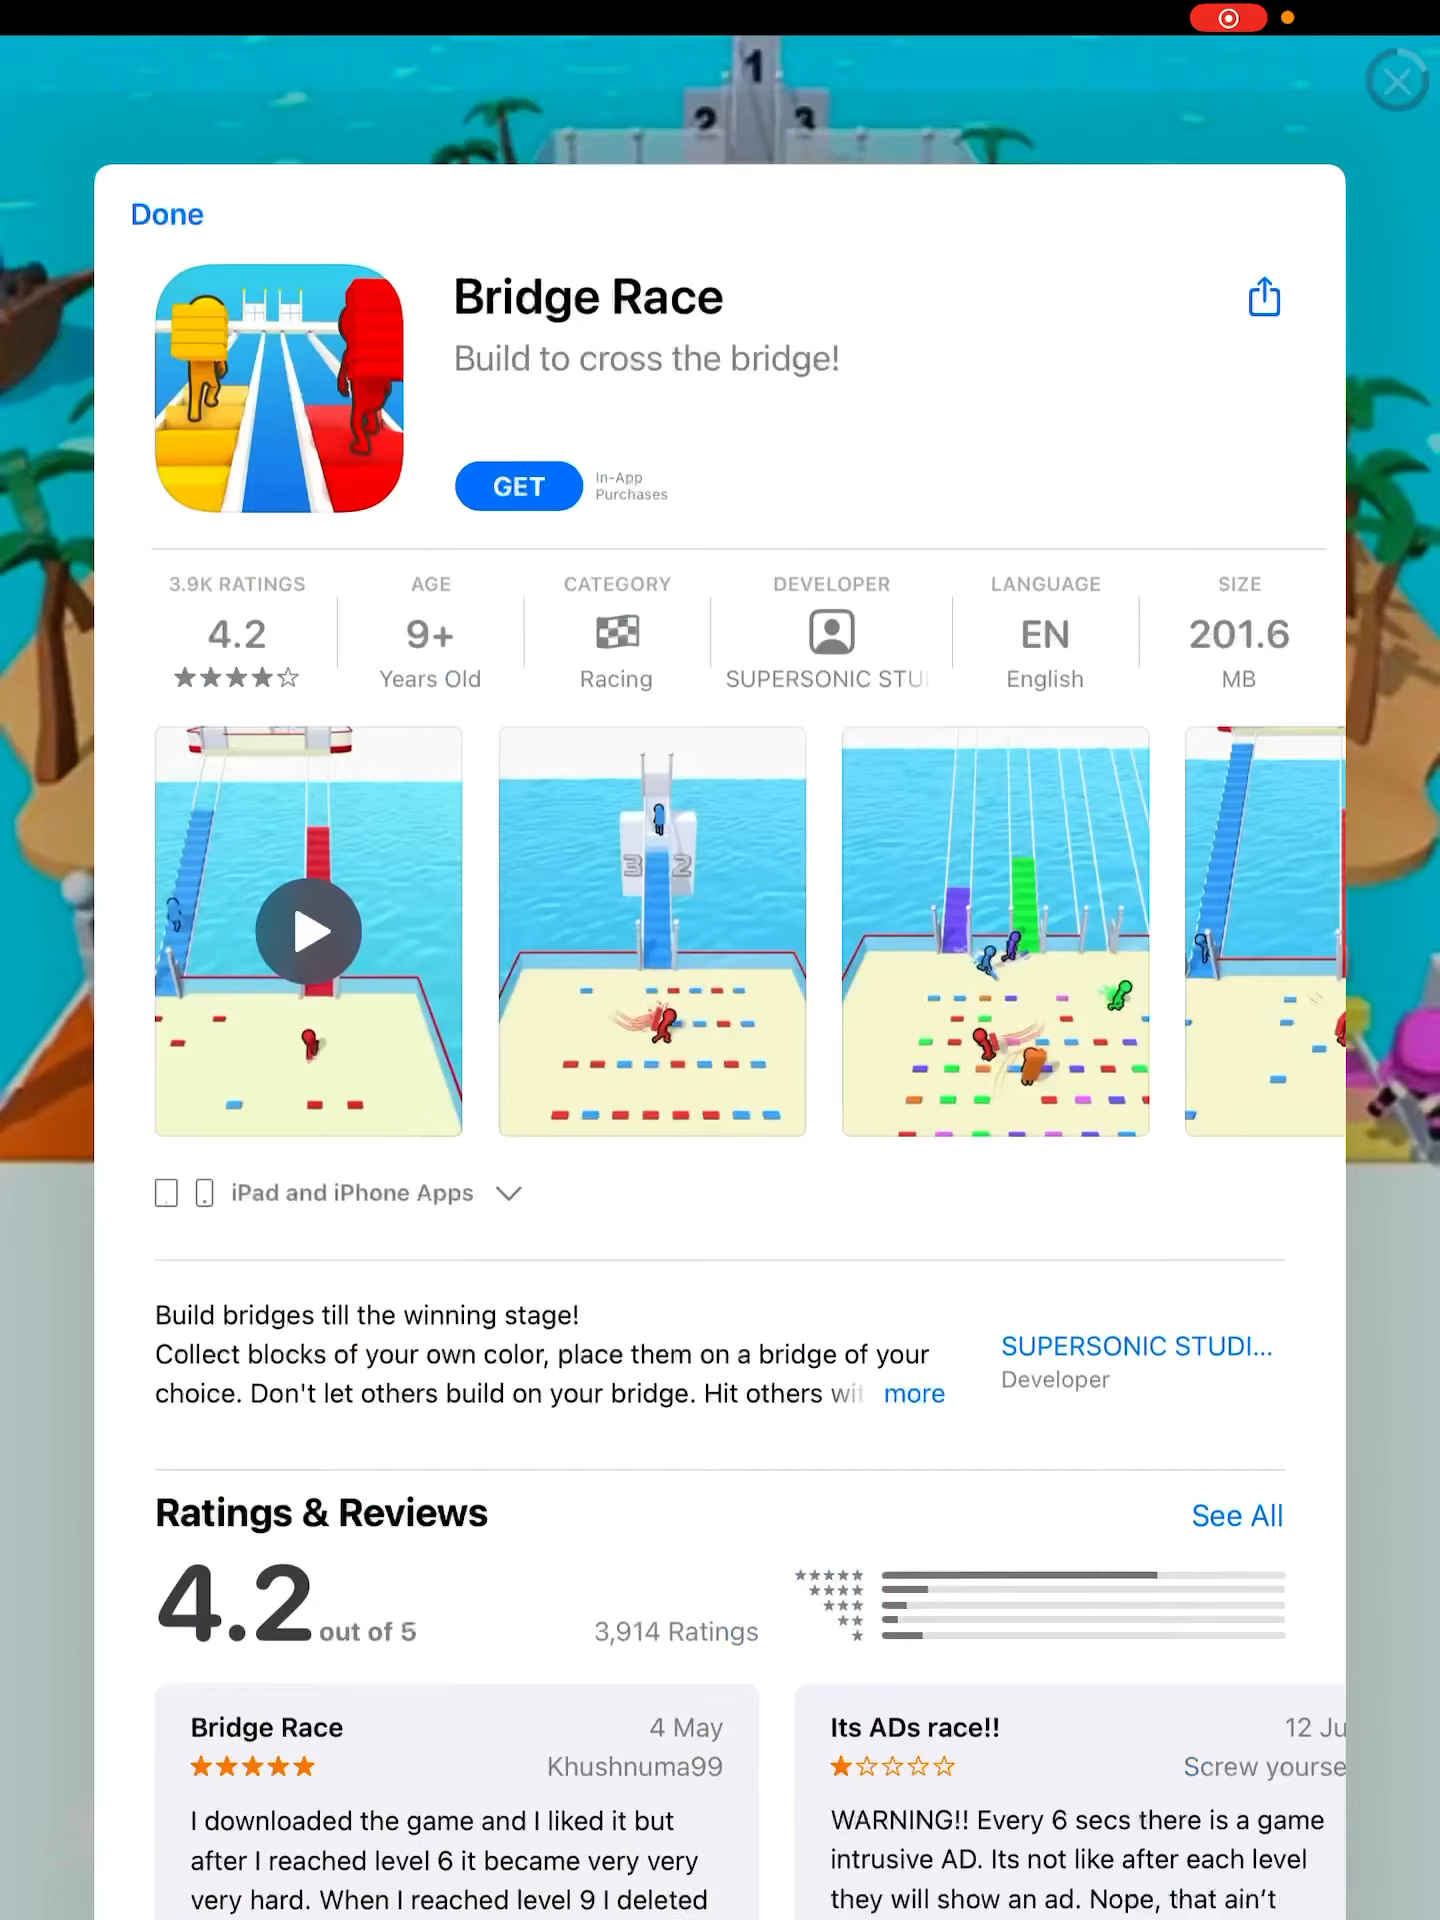 1
2
3
Done
Bridge Race
Build to cross the bridge!
GET
In-App
Purchases
3.9K RATINGS
4.2
AGE
9+
Years Old
CATEGORY
Racing
DEVELOPER
SUPERSONIC STU
LANGUAGE
EN
English
SIZE
201.6
MB
3
2
iPad and iPhone Apps
Build bridges till the winning stage!
Collect blocks of your own color, place them on a bridge of your
choice. Don't let others build on your bridge. Hit others wit more
SUPERSONIC STUDI...
Developer
Ratings & Reviews
See All
4.2 out of 5
3,914 Ratings
Bridge Race
4 May
Khushnuma99
I downloaded the game and I liked it but
after I reached level 6 it became very very
very hard. When I reached level 9 I deleted
Its ADs race!!
12 Ju
Screw yourse
WARNING!! Every 6 secs there is a game
intrusive AD. Its not like after each level
they will show an ad. Nope, that ain’t